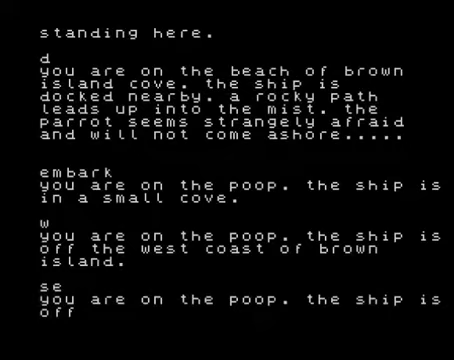 standing here.
d
you are on the beach of brown
island cove. the ship is
docked nearby. a rocky path
leads up into the mist. the
parrot seems strangely afraid
and will not come ashore.....
embark
you are on the poop. the ship is
in a small cove.
w
you are on the poop. the ship is
off the west coast of brown
island.
se
you are on the poop. the ship is
off